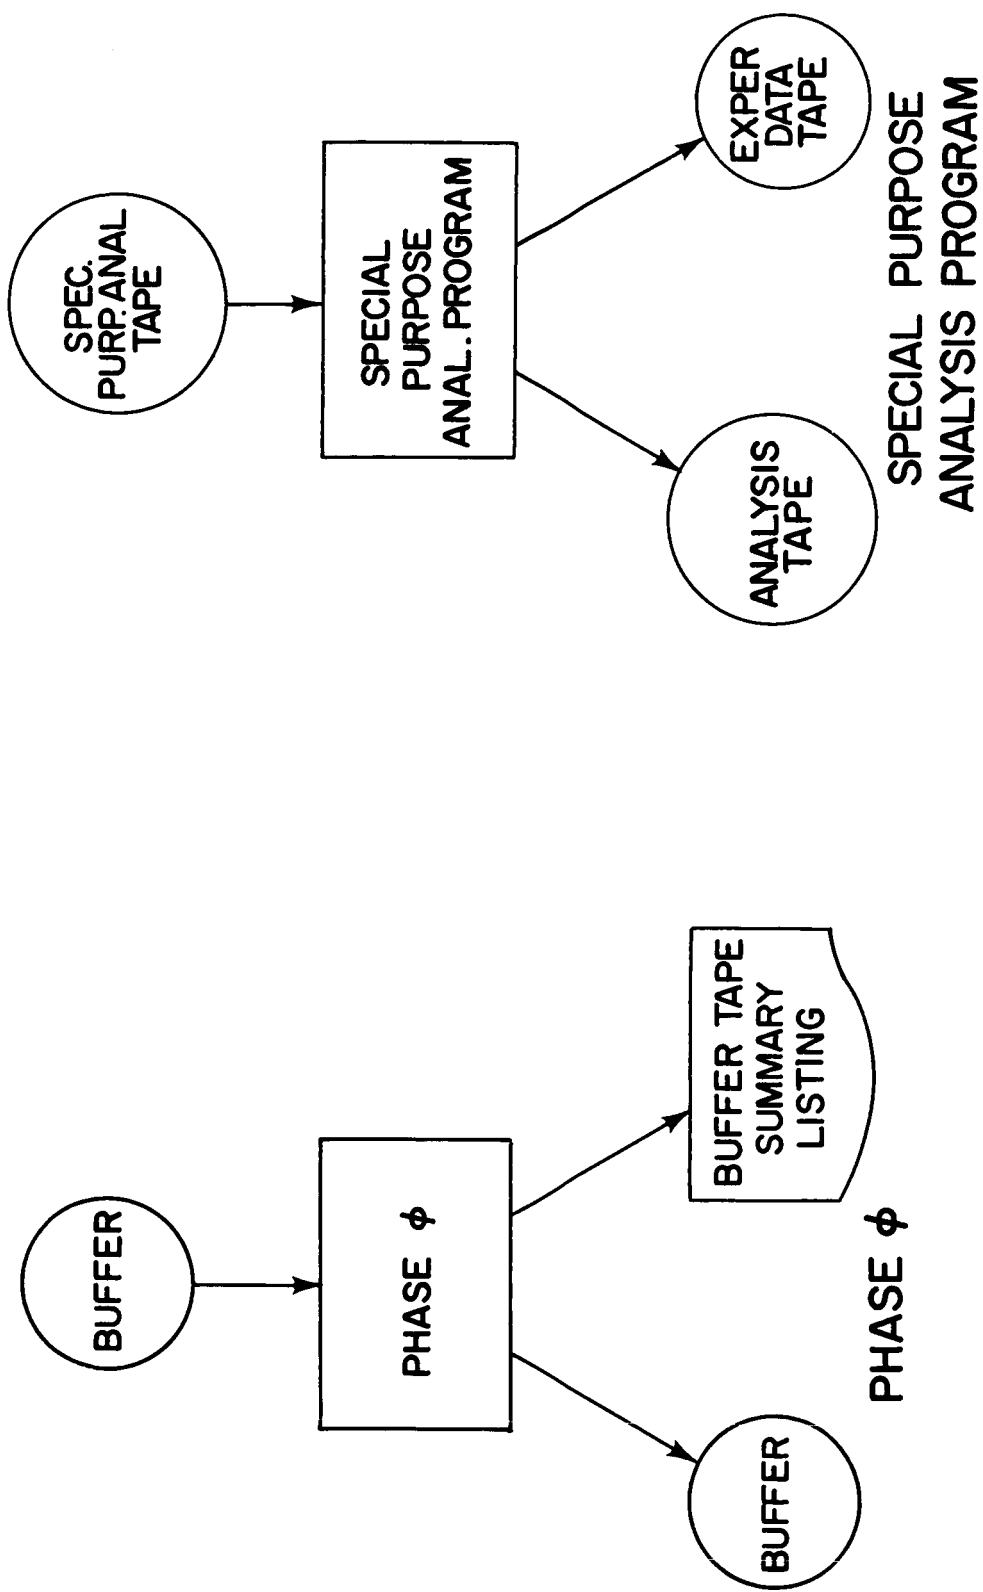 BUFFER
PHASE ϕ
BUFFER
BUFFER TAPE
SUMMARY
LISTING
PHASE ϕ
SPEC.
PURP. ANAL
TAPE
SPECIAL
PURPOSE
ANAL. PROGRAM
ANALYSIS
TAPE
EXPER
DATA
TAPE
SPECIAL PURPOSE
ANALYSIS PROGRAM